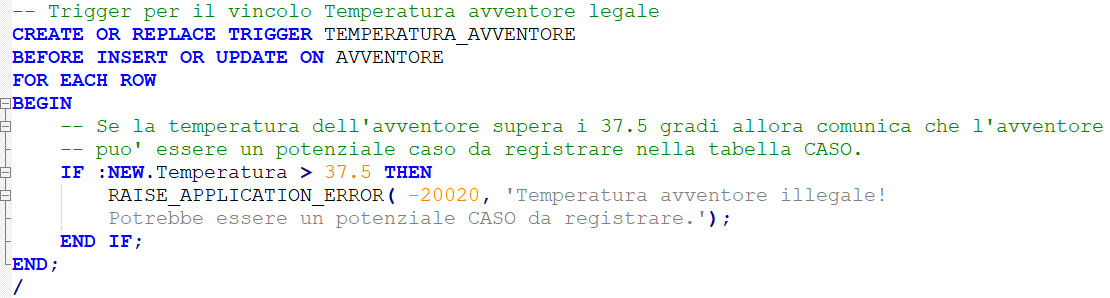 -- Trigger per il vincolo Temperatura avventore legale
CREATE OR REPLACE TRIGGER TEMPERATURA_AVVENTORE
BEFORE INSERT OR UPDATE ON AVVENTORE
FOR EACH ROW
BEGIN
    -- Se la temperatura dell'avventore supera i 37.5 gradi allora comunica che l'avventore
    -- puo' essere un potenziale caso da registrare nella tabella CASO.
    IF :NEW.Temperatura > 37.5 THEN
        RAISE_APPLICATION_ERROR( -20020, 'Temperatura avventore illegale!
        Potrebbe essere un potenziale CASO da registrare.');
    END IF;
END;
/